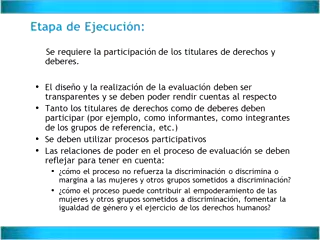 Etapa de Ejecución:
Se requiere la participación de los titulares de derechos y
deberes.
• El diseño y la realización de la evaluación deben ser
transparentes y se deben poder rendir cuentas al respecto
• Tanto los titulares de derechos como de deberes deben
participar (por ejemplo, como informantes, como integrantes
de los grupos de referencia, etc.)
• Se deben utilizar procesos participativos
• Las relaciones de poder en el proceso de evaluación se deben
reflejar para tener en cuenta:
• ¿cómo el proceso no refuerza la discriminación o discrimina o
margina a las mujeres y otros grupos sometidos a discriminación?
• ¿cómo el proceso puede contribuir al empoderamiento de las
mujeres y otros grupos sometidos a discriminación, fomentar la
igualdad de género y el ejercicio de los derechos humanos?